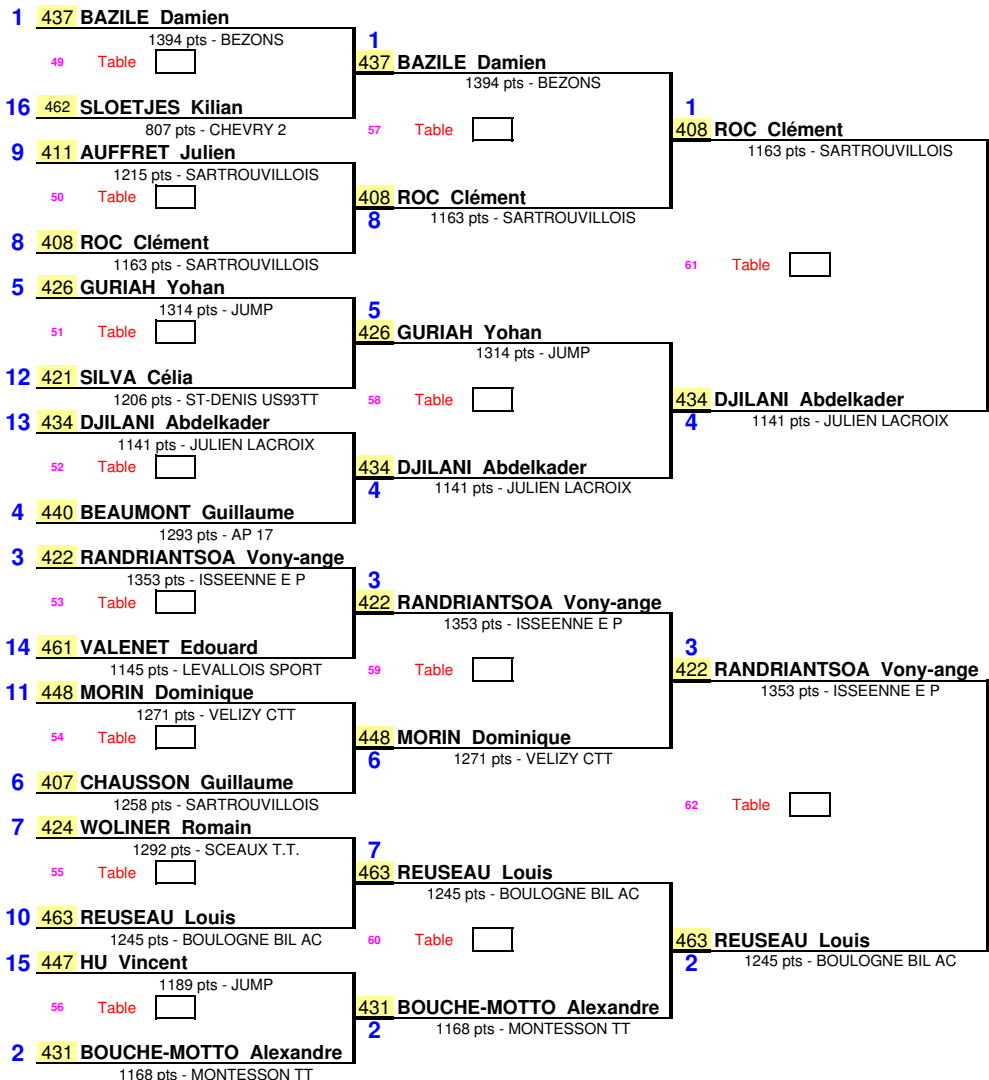 1 437 BAZILE Damien
1394 pts - BEZONS
49 Table
16 462 SLOETJES Kilian
807 pts - CHEVRY 2
9 411 AUFFRET Julien
1215 pts - SARTROUVILLOIS
50 Table
8 408 ROC Clément
1163 pts - SARTROUVILLOIS
5 426 GURIAH Yohan
1314 pts - JUMP
51 Table
12 421 SILVA Célia
1206 pts - ST-DENIS US93TT
13 434 DJILANI Abdelkader
1141 pts - JULIEN LACROIX
52 Table
4 440 BEAUMONT Guillaume
1293 pts - AP 17
3 422 RANDRIANTSOA Vony-ange
1353 pts - ISSEENNE E P
53 Table
14 461 VALENET Edouard
1145 pts - LEVALLOIS SPORT
11 448 MORIN Dominique
1271 pts - VELIZY CTT
54 Table
6 407 CHAUSSON Guillaume
1258 pts - SARTROUVILLOIS
7 424 WOLINER Romain
1292 pts - SCEAUX T.T.
55 Table
10 463 REUSEAU Louis
1245 pts - BOULOGNE BIL AC
15 447 HU Vincent
1189 pts - JUMP
56 Table
2 431 BOUCHE-MOTTO Alexandre
1168 pts - MONTESSON TT
1
437 BAZILE Damien
1394 pts - BEZONS
57 Table
408 ROC Clément
8 1163 pts - SARTROUVILLOIS
5
426 GURIAH Yohan
1314 pts - JUMP
58 Table
434 DJILANI Abdelkader
4 1141 pts - JULIEN LACROIX
3
422 RANDRIANTSOA Vony-ange
1353 pts - ISSEENNE E P
59 Table
448 MORIN Dominique
6 1271 pts - VELIZY CTT
7
463 REUSEAU Louis
1245 pts - BOULOGNE BIL AC
60 Table
431 BOUCHE-MOTTO Alexandre
2 1168 pts - MONTESSON TT
1
408 ROC Clément
1163 pts - SARTROUVILLOIS
61 Table
434 DJILANI Abdelkader
4 1141 pts - JULIEN LACROIX
3
422 RANDRIANTSOA Vony-ange
1353 pts - ISSEENNE E P
62 Table
463 REUSEAU Louis
2 1245 pts - BOULOGNE BIL AC